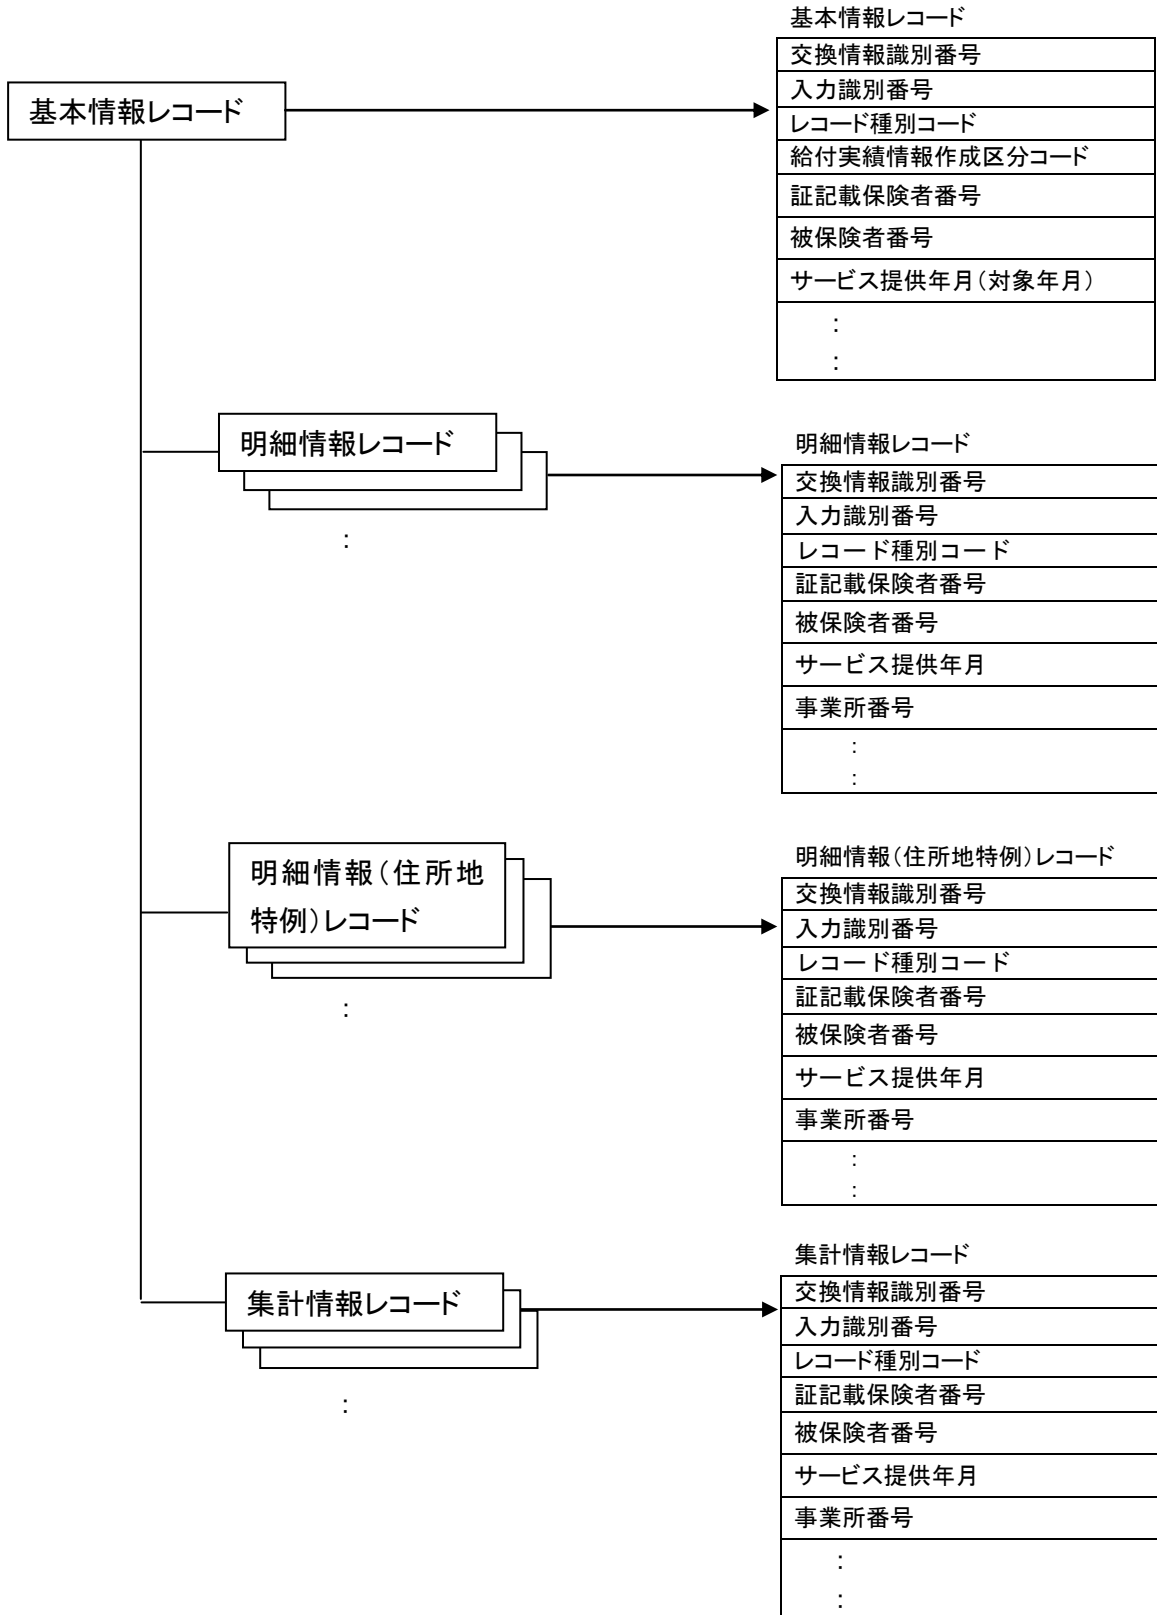 基本情報レコード
基本情報レコード
交換情報識別番号
入力識別番号
レコード種別コード
給付実績情報作成区分コード
証記載保険者番号
被保険者番号
サービス提供年月(対象年月)
:
:
明細情報レコード
:
明細情報レコード
交換情報識別番号
入力識別番号
レコード種別コード
証記載保険者番号
被保険者番号
サービス提供年月
事業所番号
:
:
明細情報(住所地
特例)レコード
:
明細情報(住所地特例)レコード
交換情報識別番号
入力識別番号
レコード種別コード
証記載保険者番号
被保険者番号
サービス提供年月
事業所番号
:
:
集計情報レコード
:
集計情報レコード
交換情報識別番号
入力識別番号
レコード種別コード
証記載保険者番号
被保険者番号
サービス提供年月
事業所番号
:
: